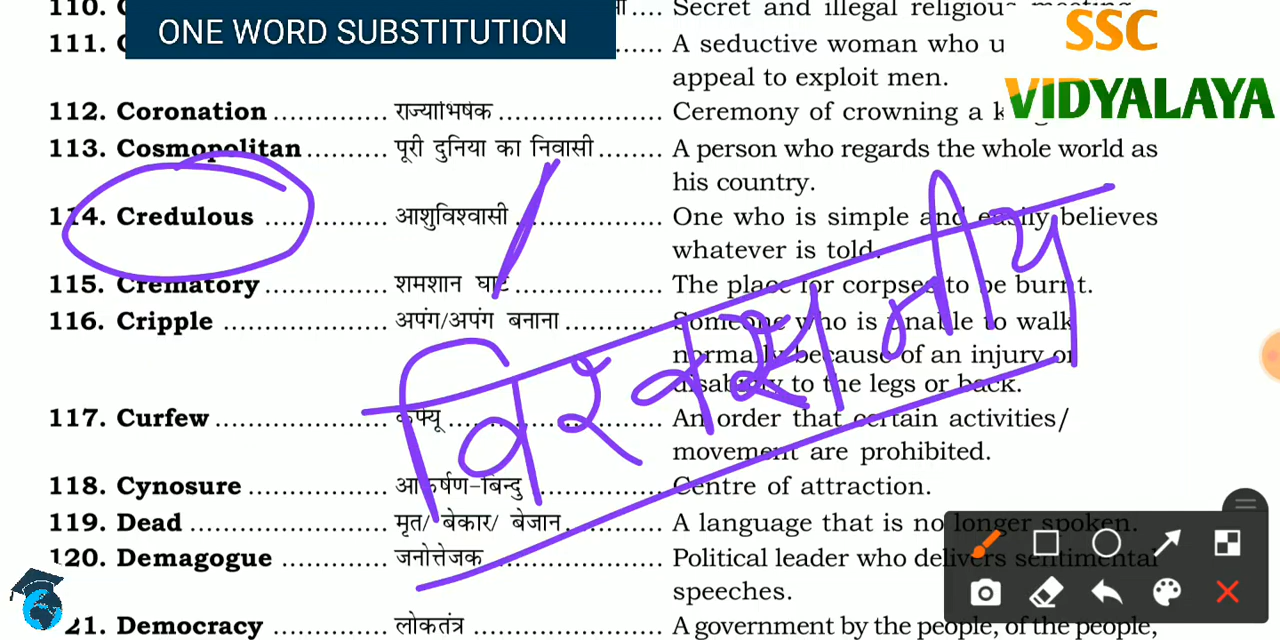 110.
.... Secret and illegal religious meeting
ONE WORD SUBSTITUTION
SSC
VIDYALAYA
111.
...... A seductive woman who
appeal to exploit men.
112. Coronation ............ राज्याभिषेक .................. Ceremony of crowning a
113. Cosmopolitan ......... पूरी दुनिया का निवासी ....... A person who regards the whole world as
his country.
114. Credulous .............. आशुविश्वासी ................. One who is simple and easily believes
whatever is told.
115. Crematory ............. शमशान घाट ................ The place for corpses to be burnt.
116. Cripple .................. अपंग/अपंग बनाना .......... Someone who is unable to walk
normally because of an injury or
disability to the legs or back.
117. Curfew ................... कर्फ्यू ........................ An order that certain activities/
movement are prohibited.
118. Cynosure ............... आकर्षण-बिन्दु .............. Centre of attraction.
119. Dead ..................... मृत/ बेकार/ बेजान ........... A language that is no longer spoken.
120. Demagogue ............ जनोत्तेजक .................. Political leader who delivers sentimental
speeches.
21. Democracy ............ लोकतंत्र ..................... A government by the people, of the people,